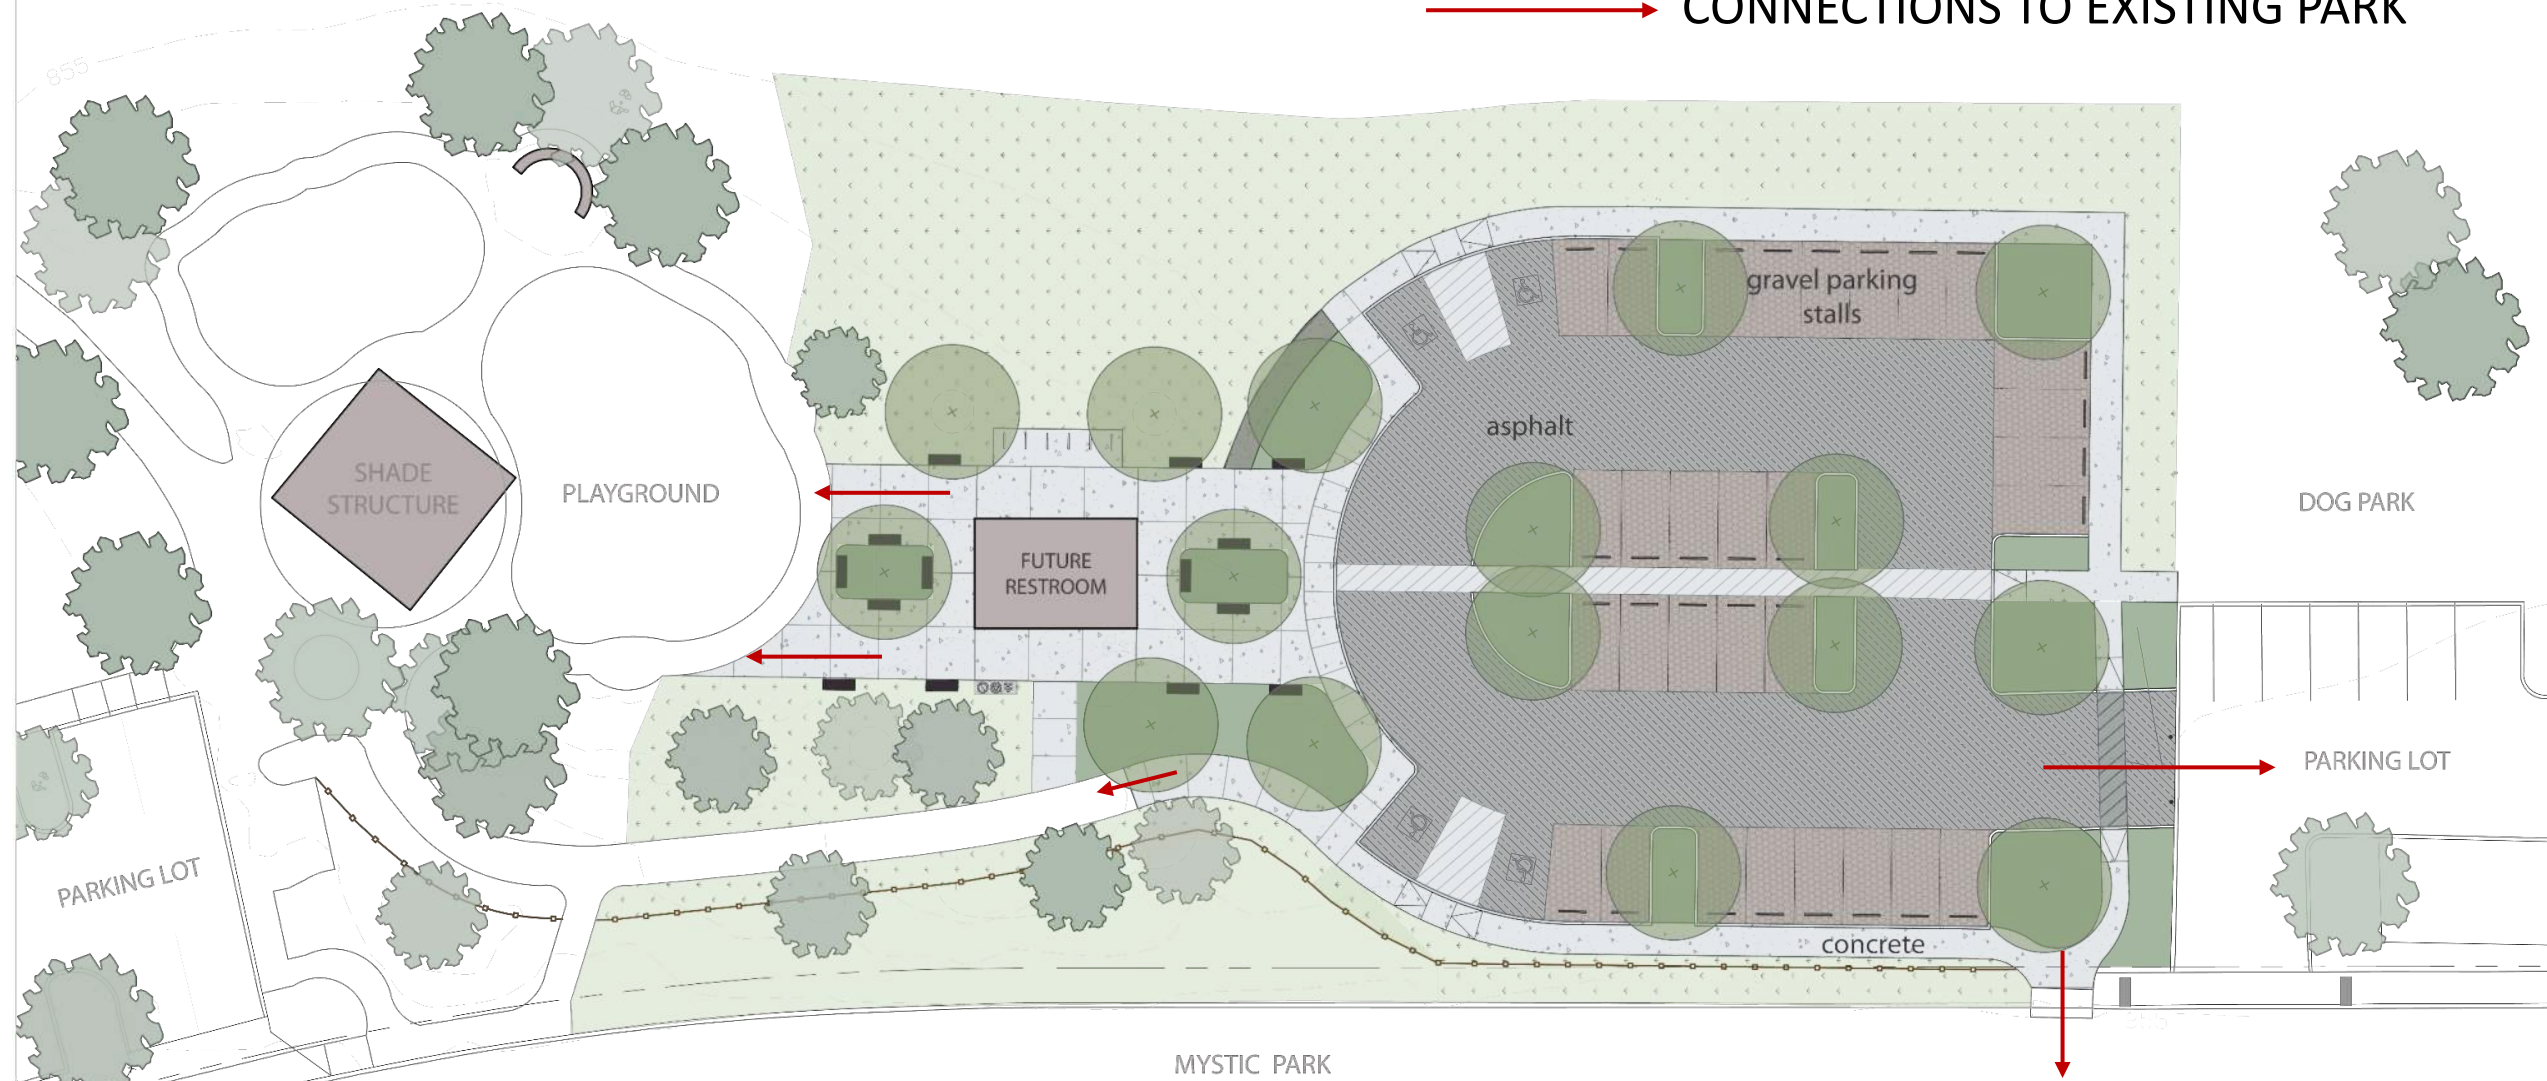 CONNECTIONS TO EXISTING PARK
855
gravel parking
stalls
asphalt
SHADE
STRUCTURE
PLAYGROUND
DOG PARK
FUTURE
RESTROOM
PARKING LOT
PARKING LOT
concrete
MYSTIC PARK